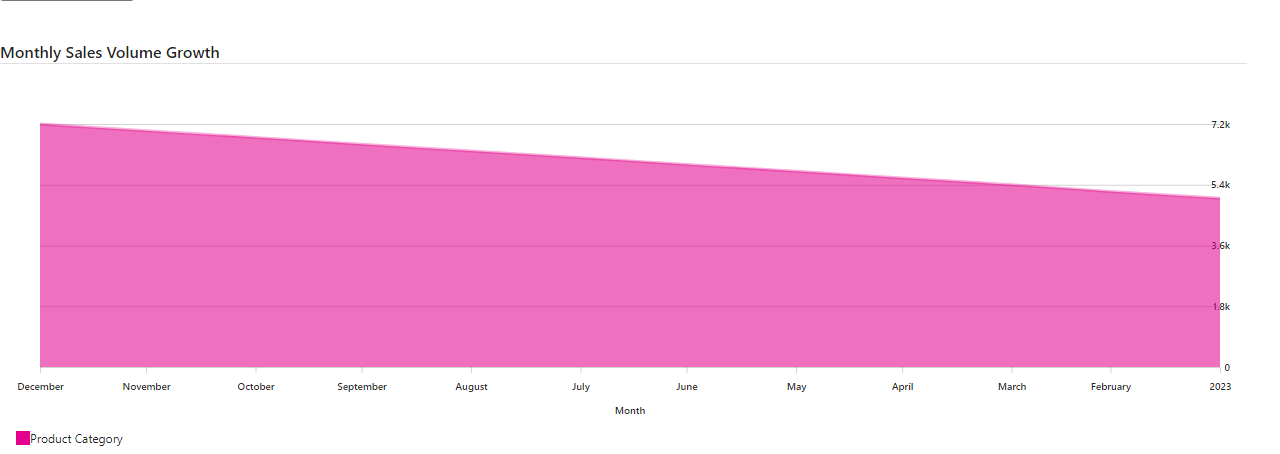 Monthly Sales Volume Growth
7.2k
5.4k
3.6k
1.8k
0
December November October September August July June May April March February 2023
Month
Product Category